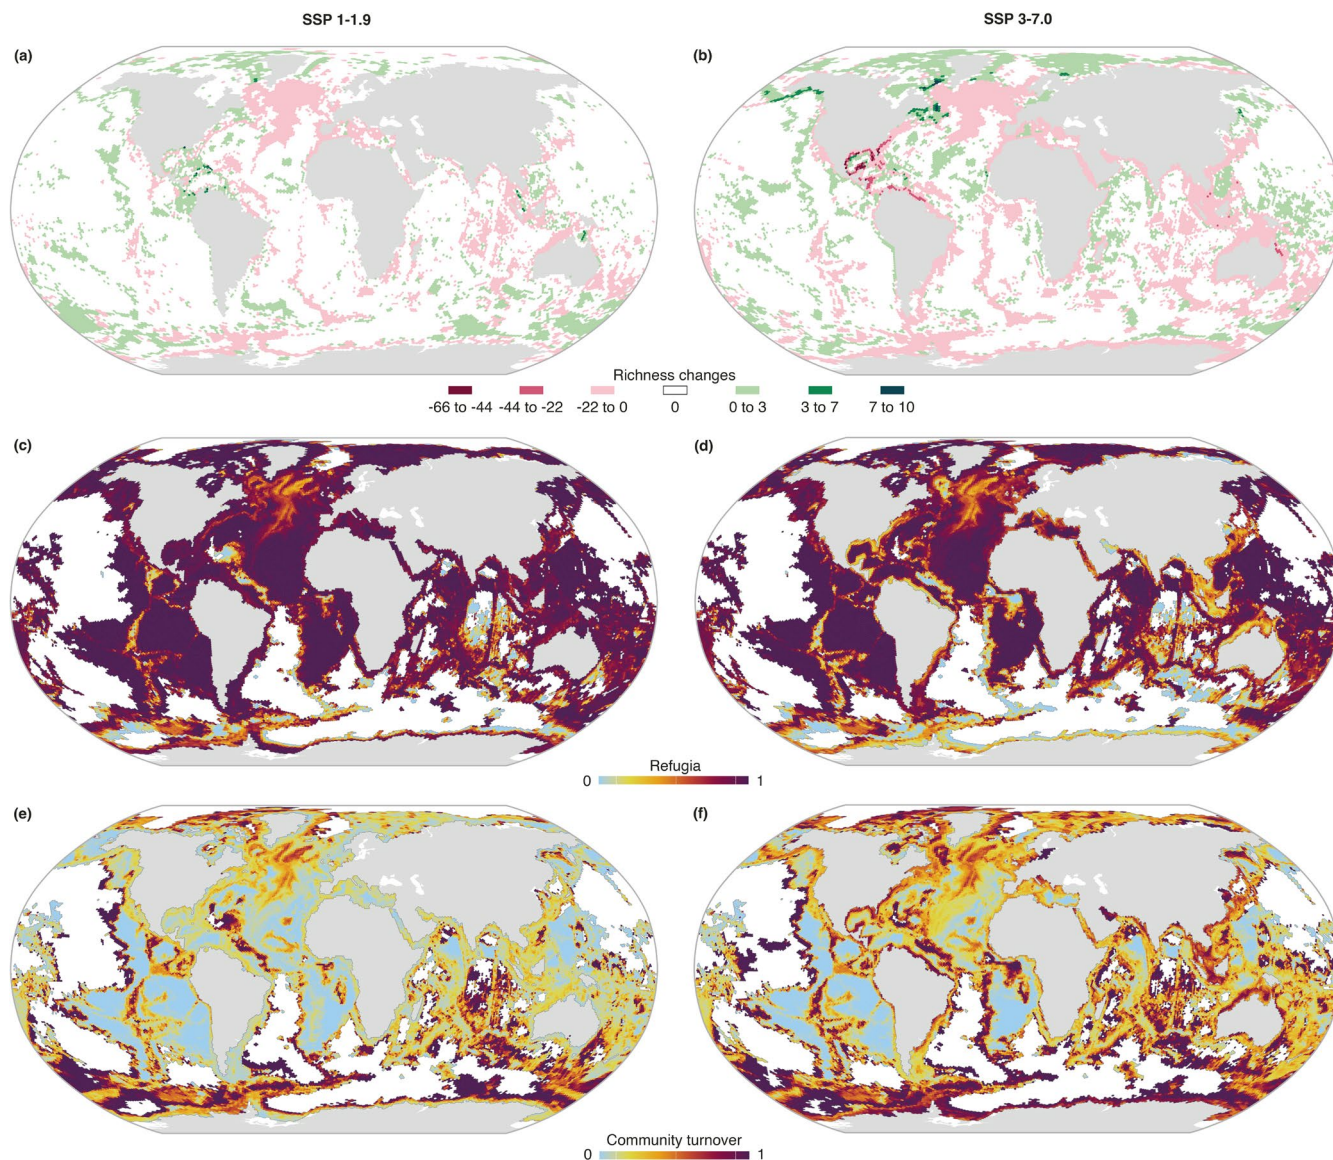 SSP 1-1.9 SSP 3-7.0
(a) (b)
Richness changes
-66 to -44 -44 to -22 -22 to 0 0 0 to 3 3 to 7 7 to 10
(c) (d)
Refugia
0 1
(e) (f)
Community turnover
0 1